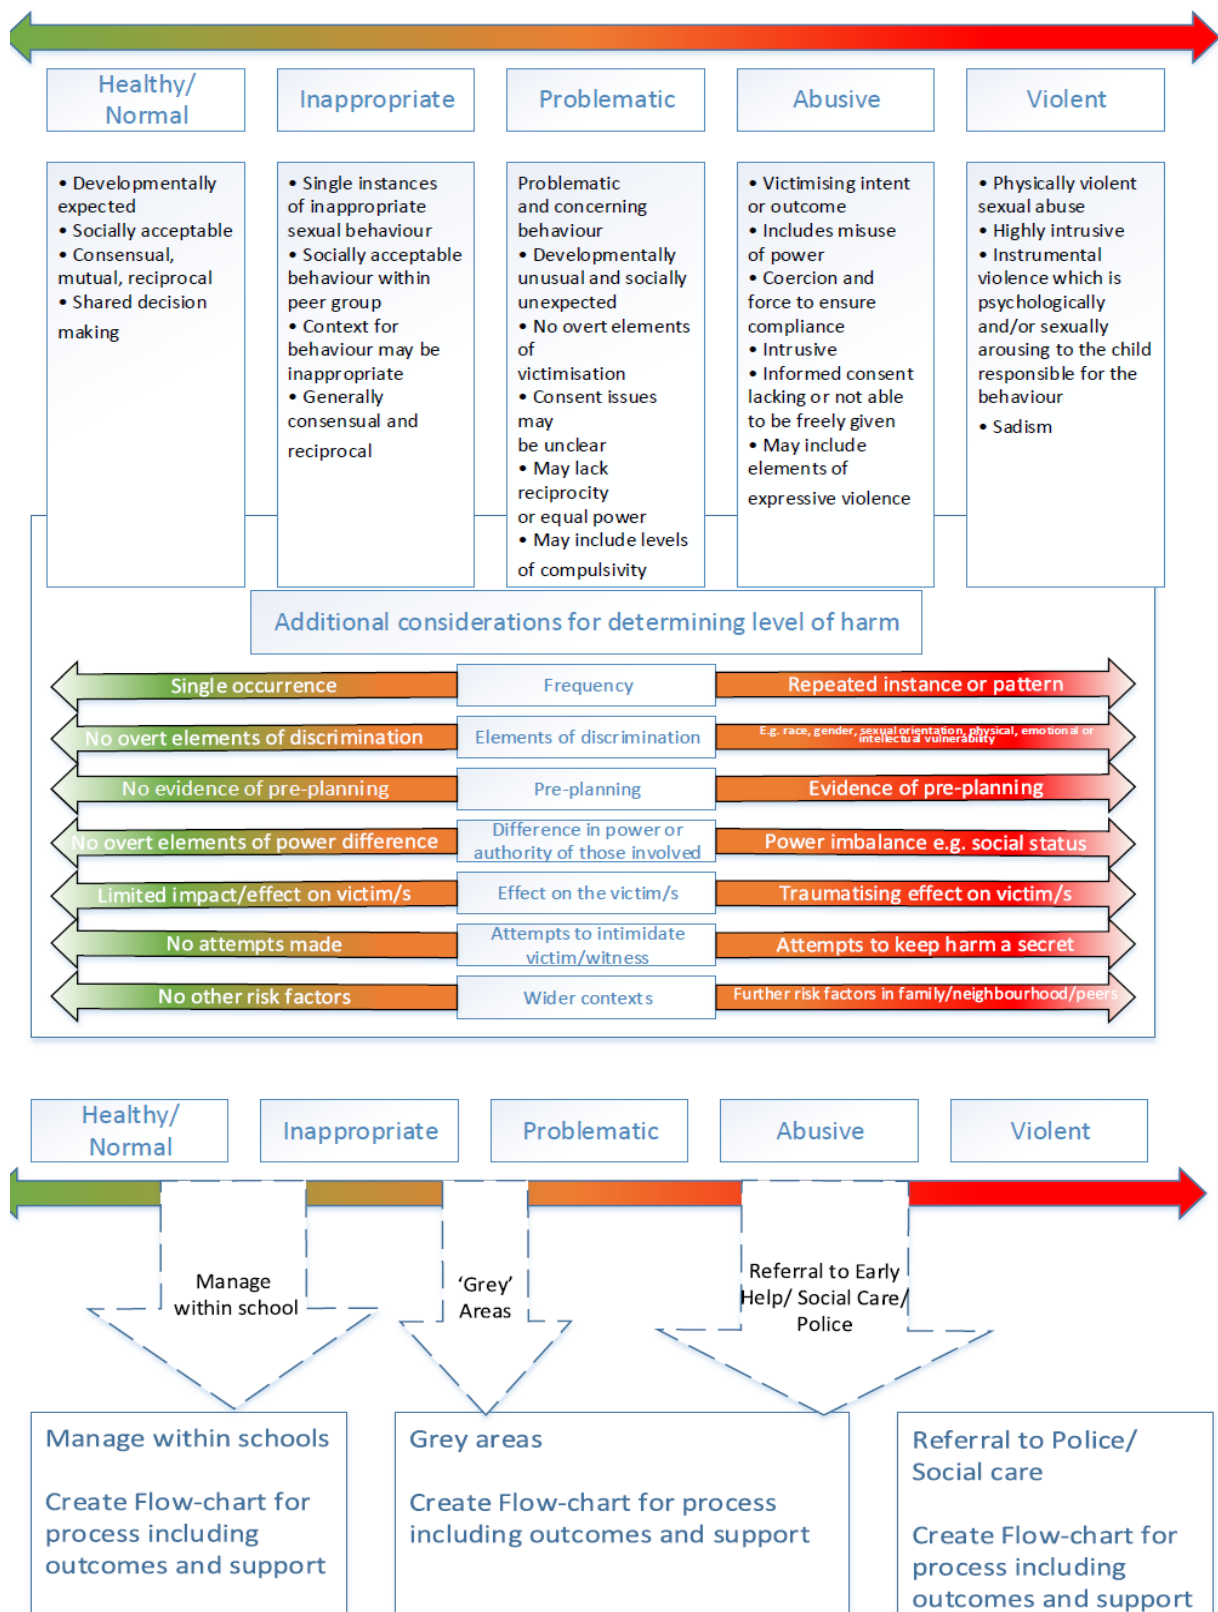 Healthy/
Normal
Inappropriate
Problematic
Abusive
Violent
• Developmentally
expected
• Socially acceptable
• Consensual,
mutual, reciprocal
• Shared decision
making
• Single instances
of inappropriate
sexual behaviour
• Socially acceptable
behaviour within
peer group
• Context for
behaviour may be
inappropriate
• Generally
consensual and
reciprocal
Problematic
and concerning
behaviour
• Developmentally
unusual and socially
unexpected
• No overt elements
of
victimisation
• Consent issues
may
be unclear
• May lack
reciprocity
or equal power
• May include levels
of compulsivity
• Victimising intent
or outcome
• Includes misuse
of power
• Coercion and
force to ensure
compliance
• Intrusive
• Informed consent
lacking or not able
to be freely given
• May include
elements of
expressive violence
• Physically violent
sexual abuse
• Highly intrusive
• Instrumental
violence which is
psychologically
and/or sexually
arousing to the child
responsible for the
behaviour
• Sadism
Additional considerations for determining level of harm
Single occurrence
Frequency
Repeated instance or pattern
No overt elements of discrimination
Elements of discrimination
E.g. race, gender, sexual orientation, physical, emotional or
intellectual vulnerability
No evidence of pre-planning
Pre-planning
Evidence of pre-planning
No overt elements of power difference
Difference in power or
authority of those involved
Power imbalance e.g. social status
Limited impact/effect on victim/s
Effect on the victim/s
Traumatising effect on victim/s
No attempts made
Attempts to intimidate
victim/witness
Attempts to keep harm a secret
No other risk factors
Wider contexts
Further risk factors in family/neighbourhood/peers
Healthy/
Normal
Inappropriate
Problematic
Abusive
Violent
Manage
within school
‘Grey’
Areas
Referral to Early
Help/ Social Care/
Police
Manage within schools
Create Flow-chart for
process including
outcomes and support
Grey areas
Create Flow-chart for process
including outcomes and support
Referral to Police/
Social care
Create Flow-chart for
process including
outcomes and support